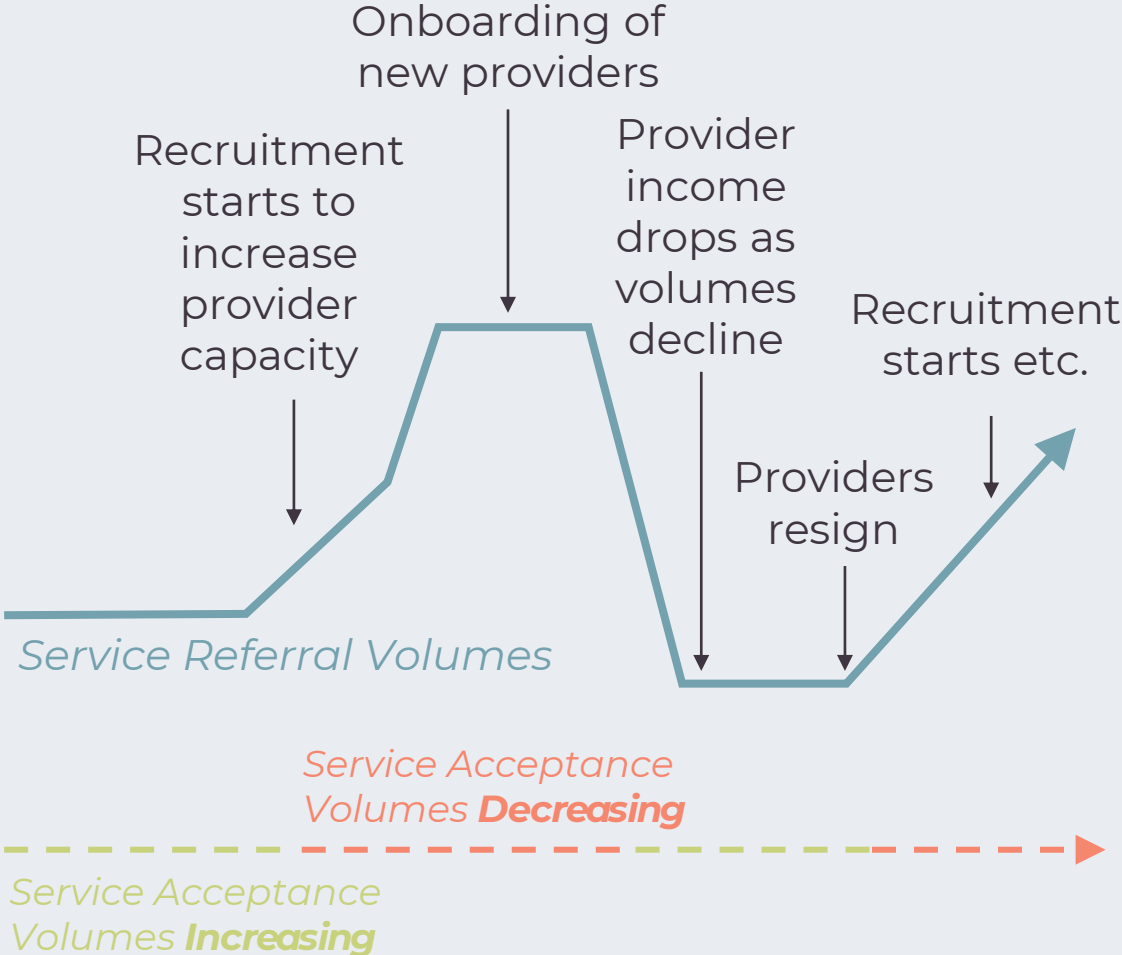 Onboarding of
new providers
Recruitment
starts to
increase
provider
capacity
Provider
income
drops as
volumes
decline
Recruitment
starts etc.
Providers
resign
Service Referral Volumes
Service Acceptance
Volumes Decreasing
Service Acceptance
Volumes Increasing